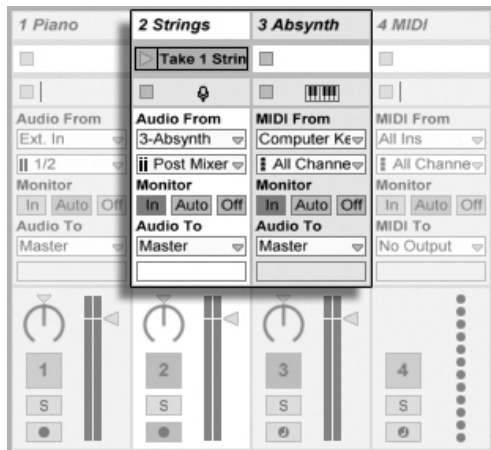 1 Piano 2 Strings 3 Absynth 4 MIDI
Take 1 Strin
Audio From Audio From MIDI From MIDI From
Ext. In 3-Absynth Computer Ke All Ins
1/2 Post Mixer All Channe All Channe
Monitor Monitor Monitor Monitor
In Auto Off In Auto Off In Auto Off In Auto Off
Audio To Audio To Audio To MIDI To
Master Master Master No Output
1 2 3 4
S S S S